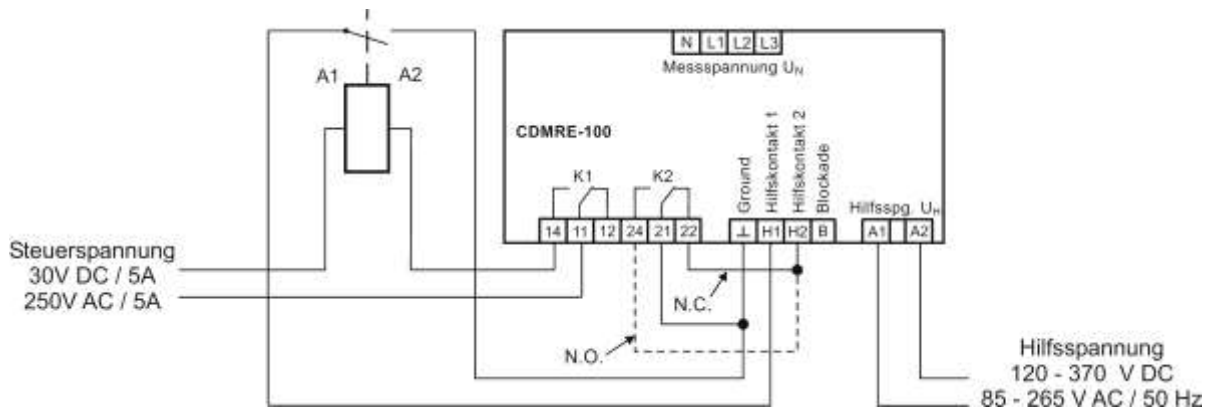 N L1 L2 L3
Messspannung UN
A1 A2
CDMRE-100
Ground
Hilfskontakt 1
Hilfskontakt 2
Blockade
K1 K2
Hilfsspg. UH
14 11 12 24 21 22 ⊥ H1 H2 B A1 A2
Steuerspannung
30V DC / 5A
250V AC / 5A
N.C.
N.O.
Hilfsspannung
120 - 370 V DC
85 - 265 V AC / 50 Hz